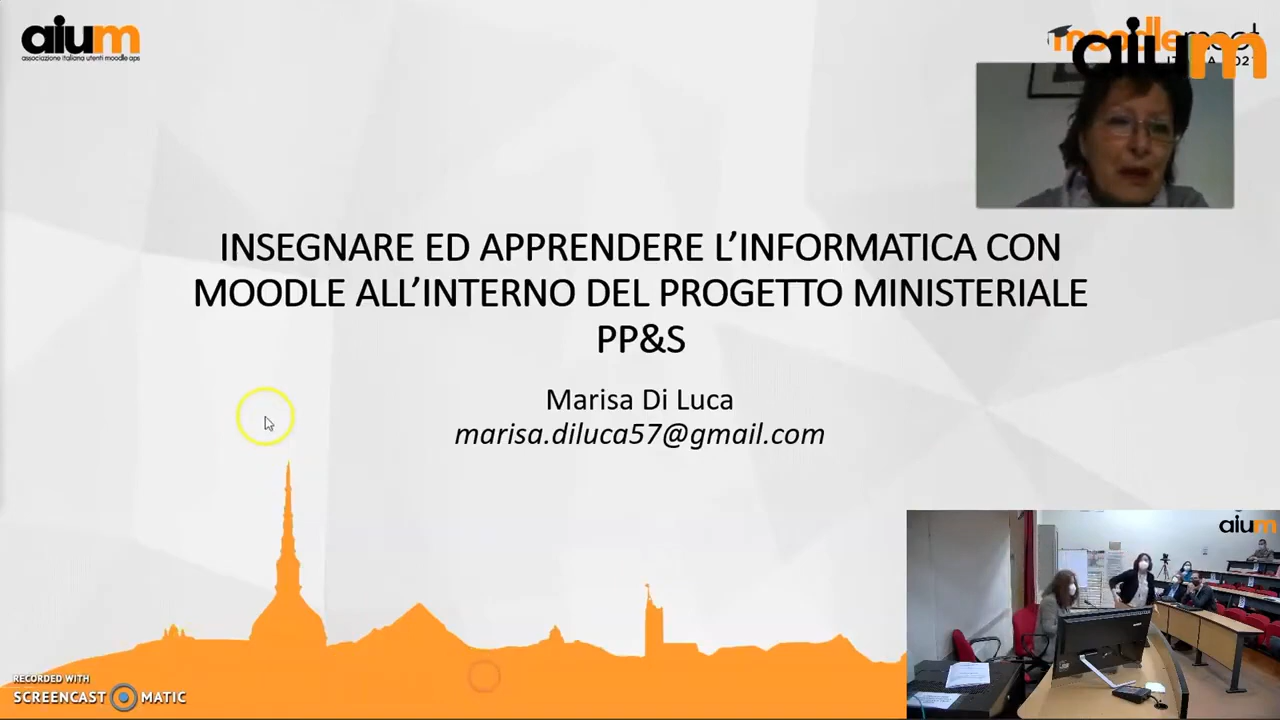 aium
associazione italiana utenti moodle aps
aium
INSEGNARE ED APPRENDERE L'INFORMATICA CON
MOODLE ALL'INTERNO DEL PROGETTO MINISTERIALE
PP&S
Marisa Di Luca
marisa.diluca57@gmail.com
aium
RECORDED WITH
SCREENCAST MATIC